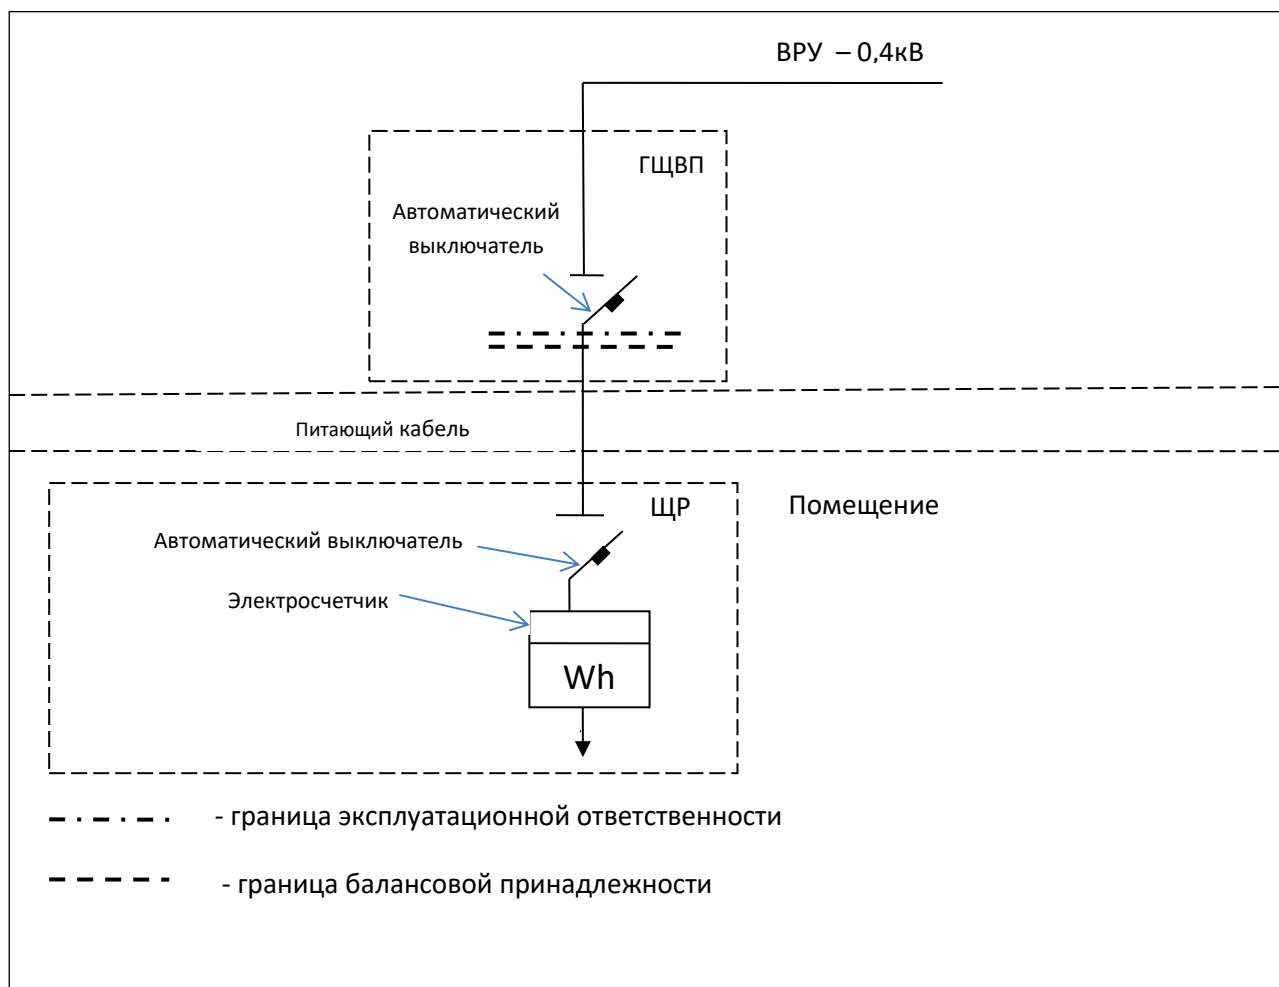 ВРУ – 0,4кВ
ГЩВП
Автоматический
выключатель
Питающий кабель
ЩР
Помещение
Автоматический выключатель
Электросчетчик
Wh
- граница эксплуатационной ответственности
- граница балансовой принадлежности